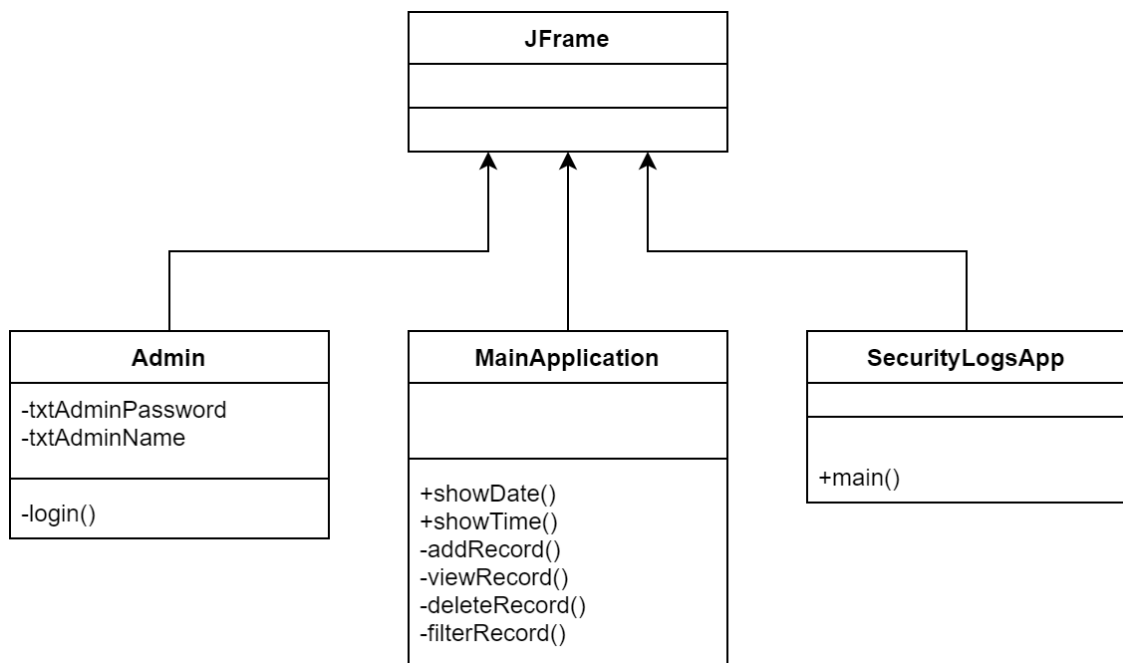 JFrame
Admin
-txtAdminPassword
-txtAdminName
-login()
MainApplication
+showDate()
+showTime()
-addRecord()
-viewRecord()
-deleteRecord()
-filterRecord()
SecurityLogsApp
+main()